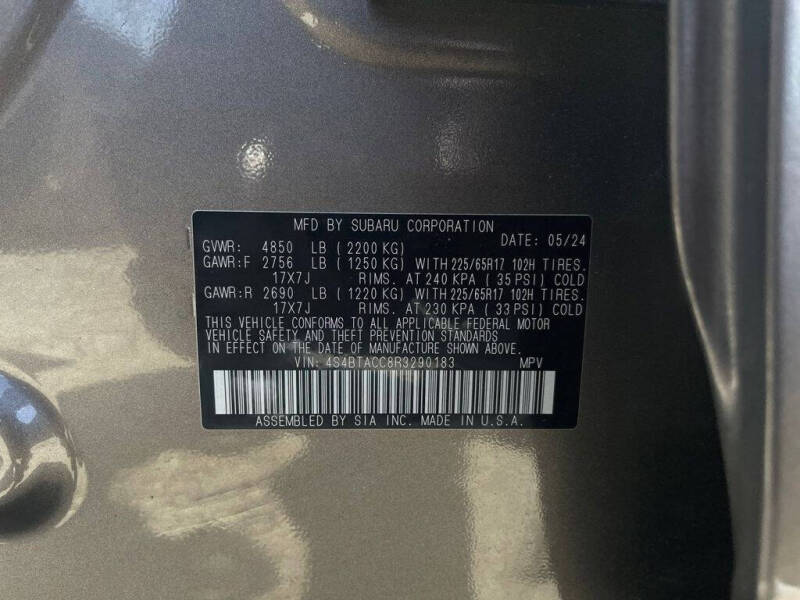 MFD BY SUBARU CORPORATION
GVWR: 4850 LB (2200 KG) DATE: 05/24
GAWR:F 2756 LB (1250 KG) WITH 225/65R17 102H TIRES.
17X7J RIMS. AT 240 KPA (35 PSI) COLD
GAWR:R 2690 LB (1220 KG) WITH 225/65R17 102H TIRES.
17X7J RIMS. AT 230 KPA (33 PSI) COLD
THIS VEHICLE CONFORMS TO ALL APPLICABLE FEDERAL MOTOR
VEHICLE SAFETY AND THEFT PREVENTION STANDARDS
IN EFFECT ON THE DATE OF MANUFACTURE SHOWN ABOVE.
VIN: 4S4BTACC8R3290183 MPV
ASSEMBLED BY SIA INC. MADE IN U.S.A.